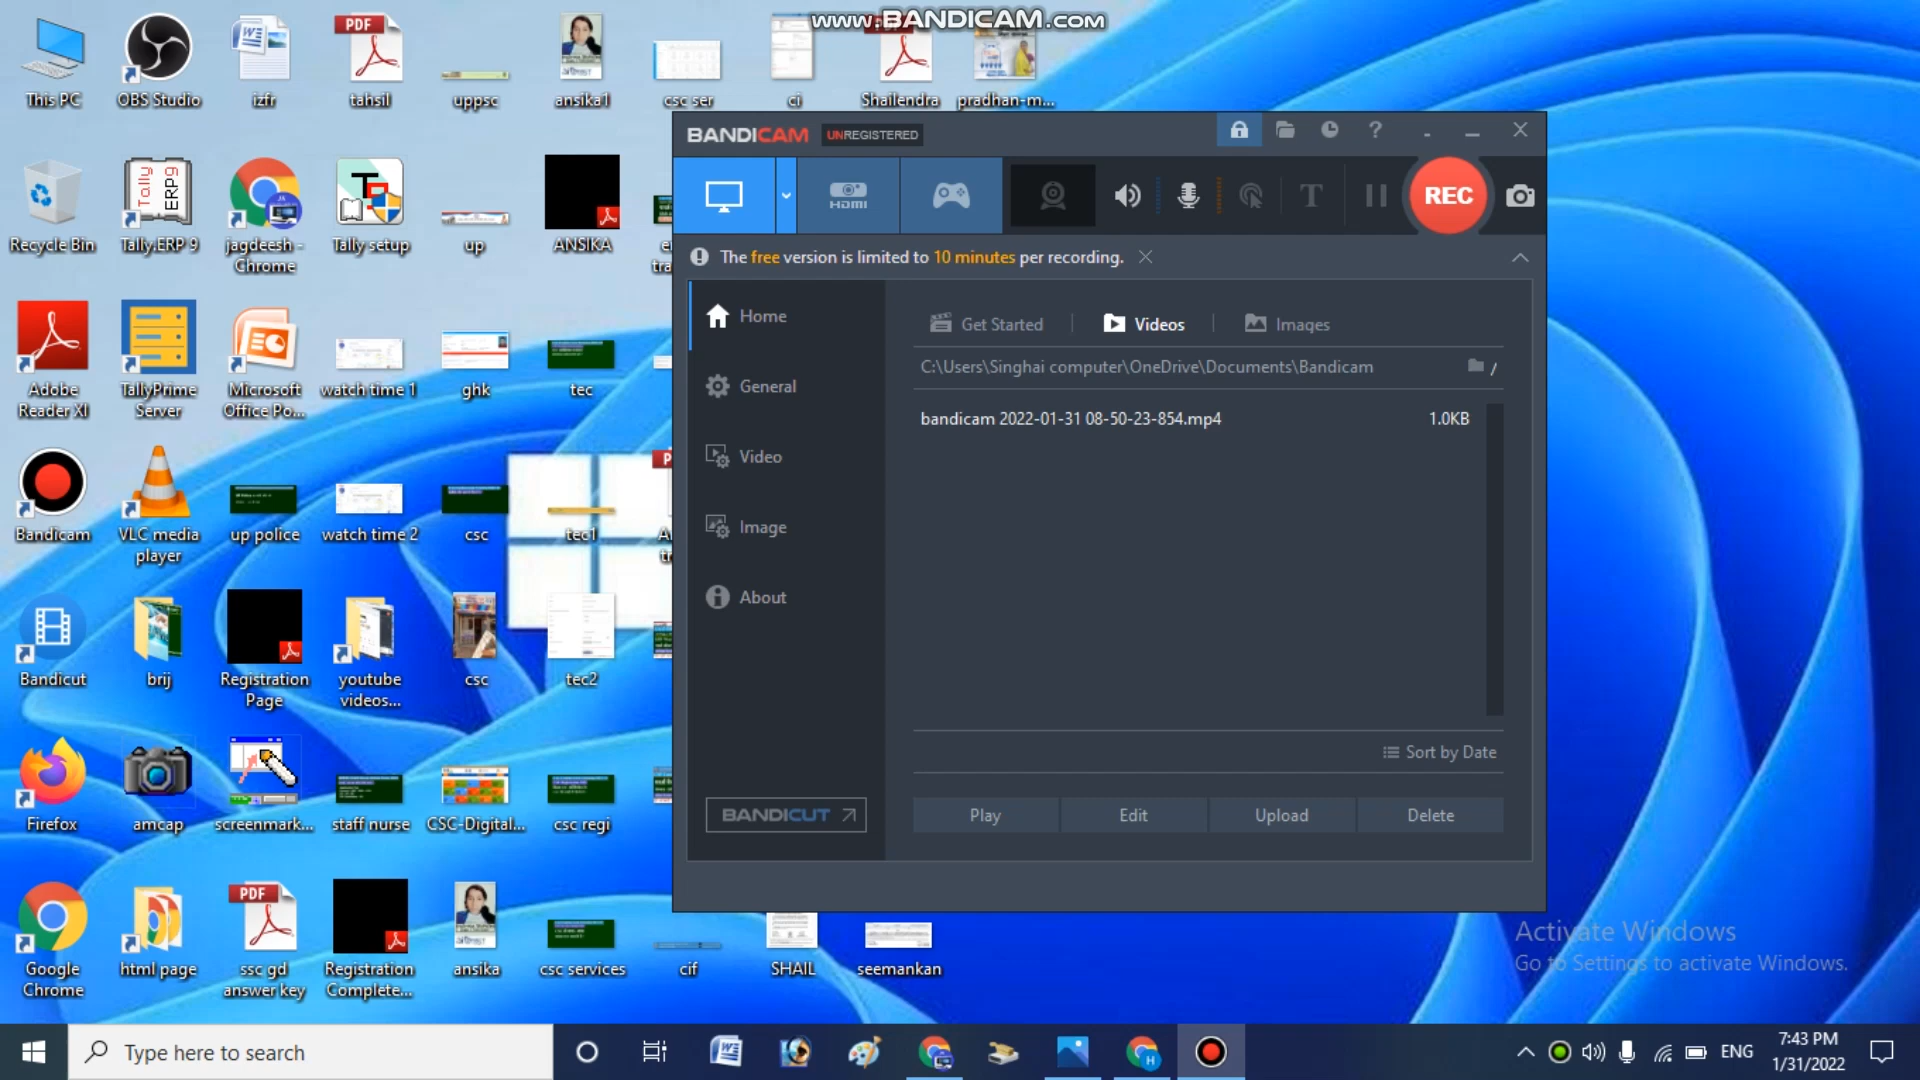 www.BANDICAM.com
This PC
OBS Studio
izfr
tahsil
uppsc
ansika1
csc ser
ci
Shailendra
pradhan-m...
Recycle Bin
Tally.ERP 9
jagdeesh -
Chrome
Tally setup
up
ANSIKA
Adobe
Reader XI
TallyPrime
Server
Microsoft
Office Po...
watch time 1
ghk
tec
Bandicam
VLC media
player
up police
watch time 2
csc
tec1
Bandicut
brij
Registration
Page
youtube
videos...
csc
tec2
Firefox
amcap
screenmark...
staff nurse
CSC-Digital...
csc regi
Google
Chrome
html page
ssc gd
answer key
Registration
Complete...
ansika
csc services
cif
SHAIL
seemankan
BANDICAM UNREGISTERED
HDMI
REC
The free version is limited to 10 minutes per recording.
Home
General
Video
Image
About
BANDICUT
Get Started
Videos
Images
C:\Users\Singhai computer\OneDrive\Documents\Bandicam
bandicam 2022-01-31 08-50-23-854.mp4 1.0KB
Sort by Date
Play
Edit
Upload
Delete
Activate Windows
Go to Settings to activate Windows.
Type here to search
ENG
7:43 PM
1/31/2022